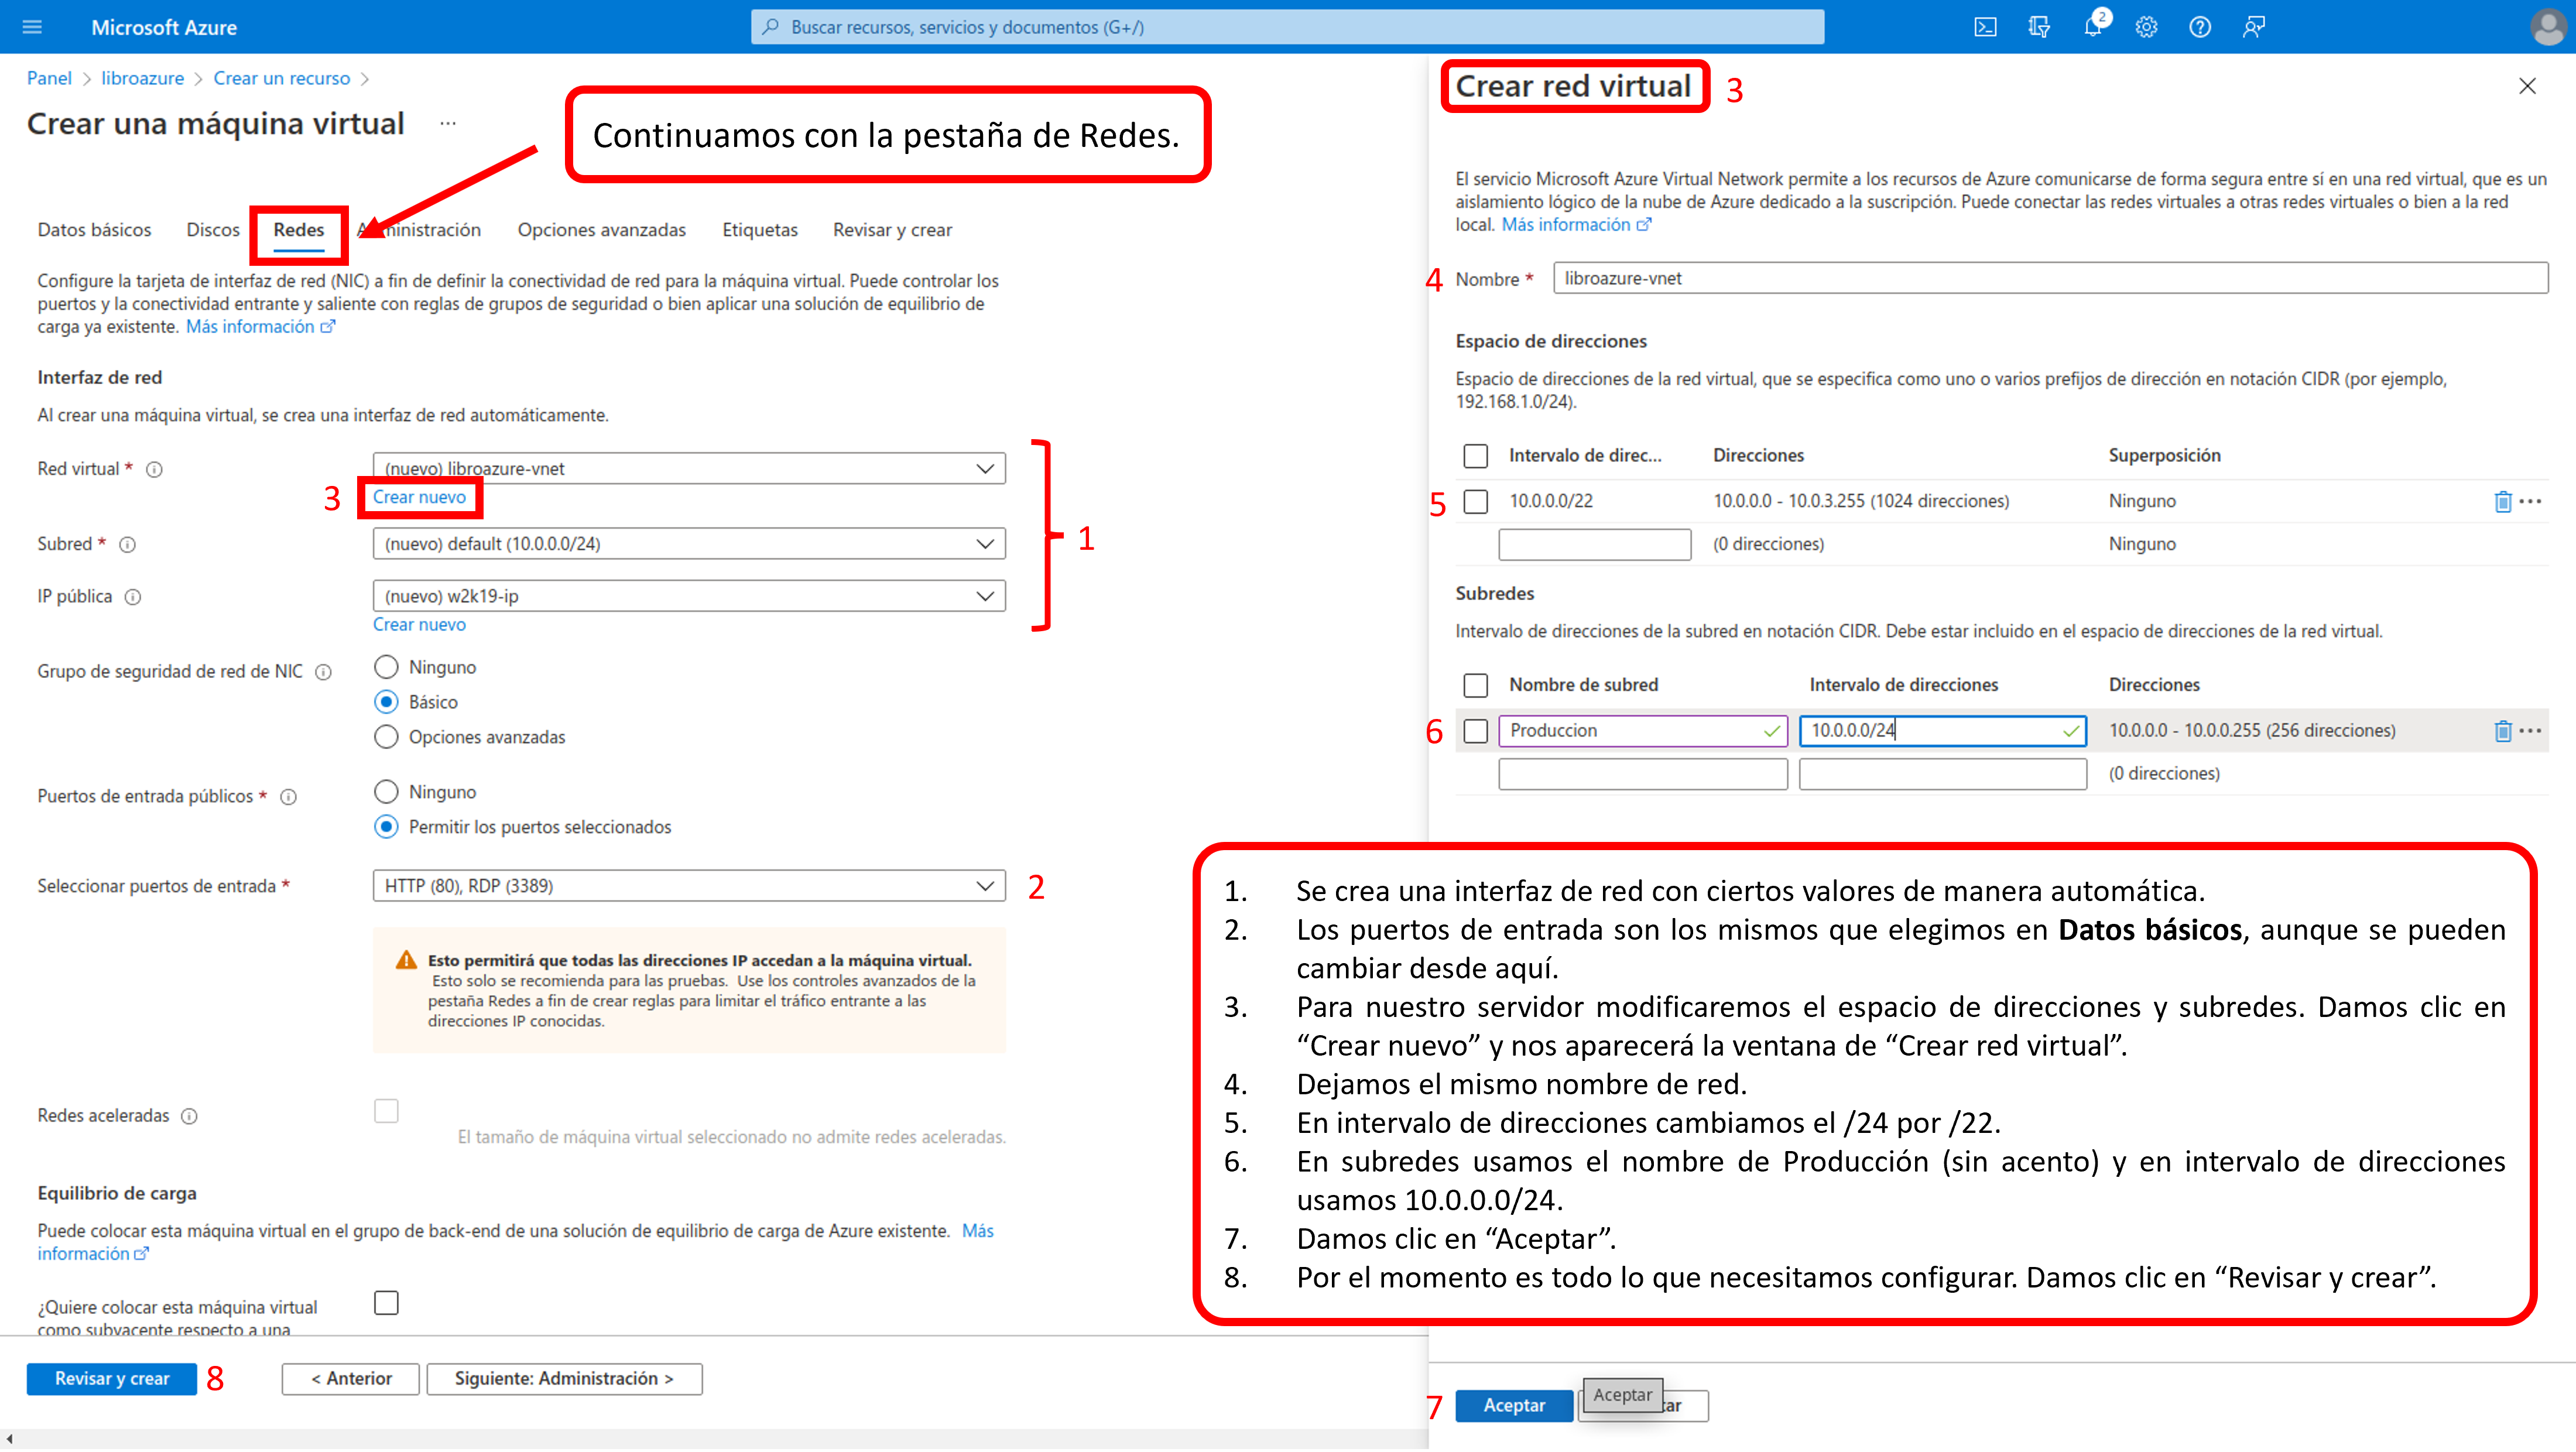 Microsoft Azure
Buscar recursos, servicios y documentos (G+/)
2
Panel > libroazure > Crear un recurso >
Crear una máquina virtual ...
Continuamos con la pestaña de Redes.
Datos básicos Discos Redes Administración Opciones avanzadas Etiquetas Revisar y crear
Configure la tarjeta de interfaz de red (NIC) a fin de definir la conectividad de red para la máquina virtual. Puede controlar los
puertos y la conectividad entrante y saliente con reglas de grupos de seguridad o bien aplicar una solución de equilibrio de
carga ya existente. Más información
Interfaz de red
Al crear una máquina virtual, se crea una interfaz de red automáticamente.
Red virtual * (nuevo) libroazure-vnet
3 Crear nuevo
Subred * (nuevo) default (10.0.0.0/24)
1
IP pública (nuevo) w2k19-ip
Crear nuevo
Grupo de seguridad de red de NIC Ninguno
Básico
Opciones avanzadas
Puertos de entrada públicos * Ninguno
Permitir los puertos seleccionados
Seleccionar puertos de entrada * HTTP (80), RDP (3389) 2
Esto permitirá que todas las direcciones IP accedan a la máquina virtual.
Esto solo se recomienda para las pruebas. Use los controles avanzados de la
pestaña Redes a fin de crear reglas para limitar el tráfico entrante a las
direcciones IP conocidas.
Redes aceleradas
El tamaño de máquina virtual seleccionado no admite redes aceleradas.
Equilibrio de carga
Puede colocar esta máquina virtual en el grupo de back-end de una solución de equilibrio de carga de Azure existente. Más
información
¿Quiere colocar esta máquina virtual
como subyacente respecto a una
Revisar y crear 8 < Anterior Siguiente: Administración >
Crear red virtual 3
El servicio Microsoft Azure Virtual Network permite a los recursos de Azure comunicarse de forma segura entre sí en una red virtual, que es un
aislamiento lógico de la nube de Azure dedicado a la suscripción. Puede conectar las redes virtuales a otras redes virtuales o bien a la red
local. Más información
4 Nombre * libroazure-vnet
Espacio de direcciones
Espacio de direcciones de la red virtual, que se especifica como uno o varios prefijos de dirección en notación CIDR (por ejemplo,
192.168.1.0/24).
Intervalo de direc... Direcciones Superposición
5 10.0.0.0/22 10.0.0.0 - 10.0.3.255 (1024 direcciones) Ninguno ...
(0 direcciones) Ninguno
Subredes
Intervalo de direcciones de la subred en notación CIDR. Debe estar incluido en el espacio de direcciones de la red virtual.
Nombre de subred Intervalo de direcciones Direcciones
6 Produccion 10.0.0.0/24 10.0.0.0 - 10.0.0.255 (256 direcciones) ...
(0 direcciones)
1. Se crea una interfaz de red con ciertos valores de manera automática.
2. Los puertos de entrada son los mismos que elegimos en Datos básicos, aunque se pueden
cambiar desde aquí.
3. Para nuestro servidor modificaremos el espacio de direcciones y subredes. Damos clic en
“Crear nuevo” y nos aparecerá la ventana de “Crear red virtual”.
4. Dejamos el mismo nombre de red.
5. En intervalo de direcciones cambiamos el /24 por /22.
6. En subredes usamos el nombre de Producción (sin acento) y en intervalo de direcciones
usamos 10.0.0.0/24.
7. Damos clic en “Aceptar”.
8. Por el momento es todo lo que necesitamos configurar. Damos clic en “Revisar y crear”.
7 Aceptar Aceptar